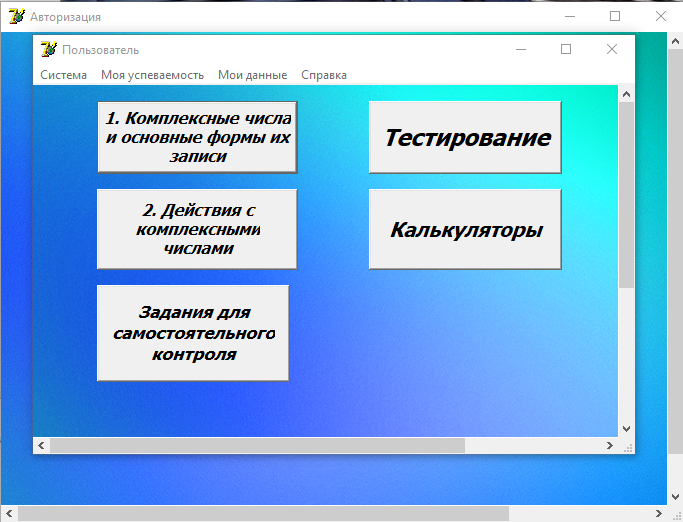 Авторизация
Пользователь
Система Моя успеваемость Мои данные Справка
1. Комплексные числа
и основные формы их
записи
Тестирование
2. Действия с
комплексными
числами
Калькуляторы
Задания для
самостоятельного
контроля